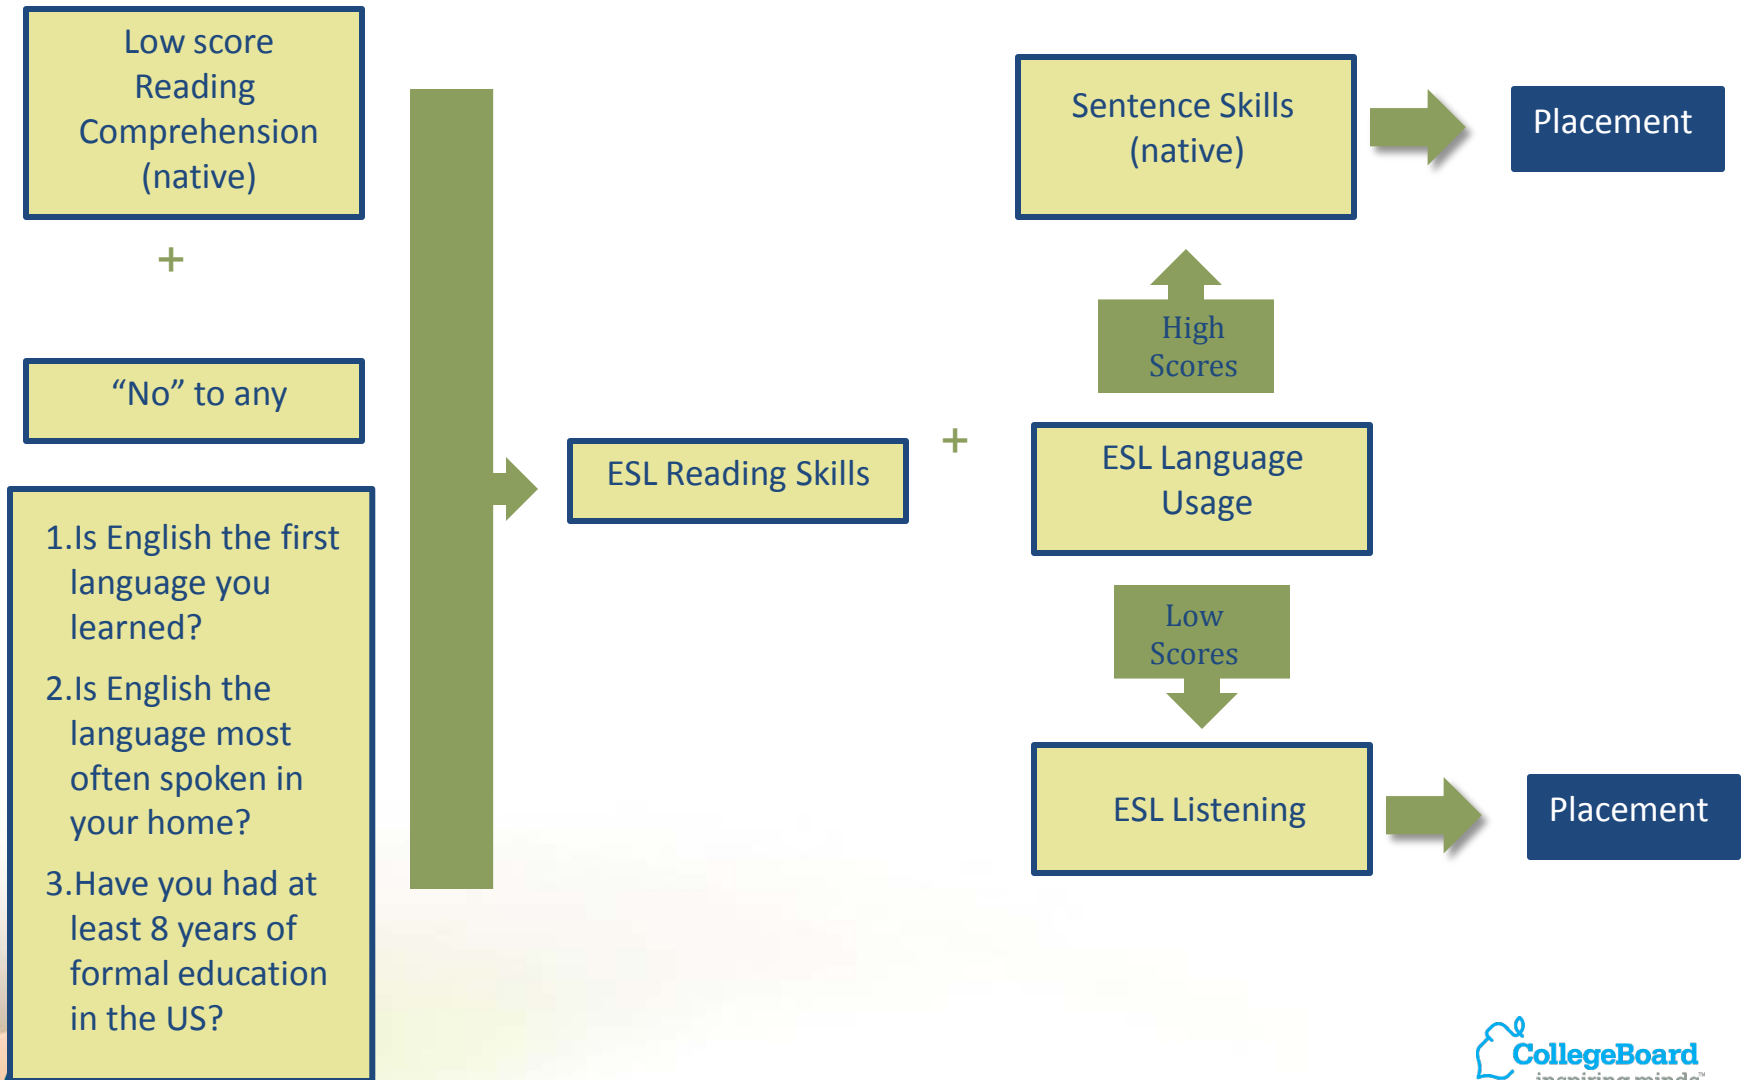 Low score
Reading
Comprehension
(native)
+
“No” to any
1.Is English the first
language you
learned?
2.Is English the
language most
often spoken in
your home?
3.Have you had at
least 8 years of
formal education
in the US?
ESL Reading Skills
+
Sentence Skills
(native)
Placement
High
Scores
ESL Language
Usage
Low
Scores
ESL Listening
Placement
CollegeBoard
inspiring minds™